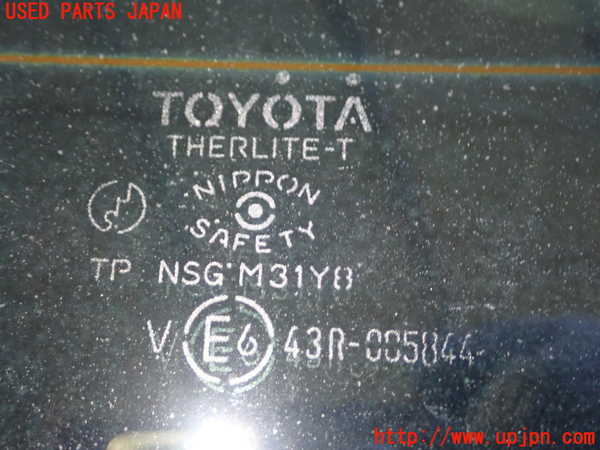 USED PARTS JAPAN
TOYOTA
THERLITE-T
NIPPON
SAFETY
TP NSG M31Y8
V E6 43R-005844
http://www.upjpn.com/